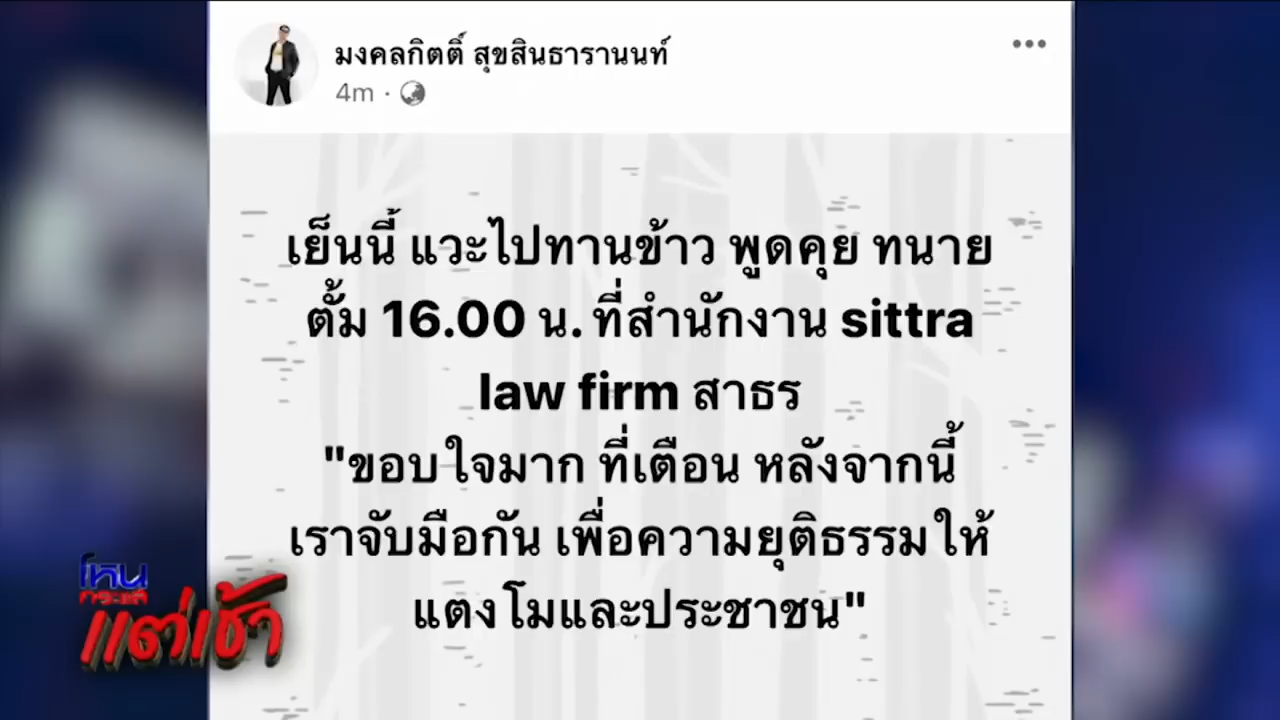 มงคลกิตติ์ สุขสินธารานนท์
4m ·
เย็นนี้ แวะไปทานข้าว พูดคุย ทนาย
ตั้ม 16.00 น. ที่สำนักงาน sittra
law firm สาธร
"ขอบใจมาก ที่เตือน หลังจากนี้
เราจับมือกัน เพื่อความยุติธรรมให้
แตงโมและประชาชน"
โหน
กระแส
แต่เช้า